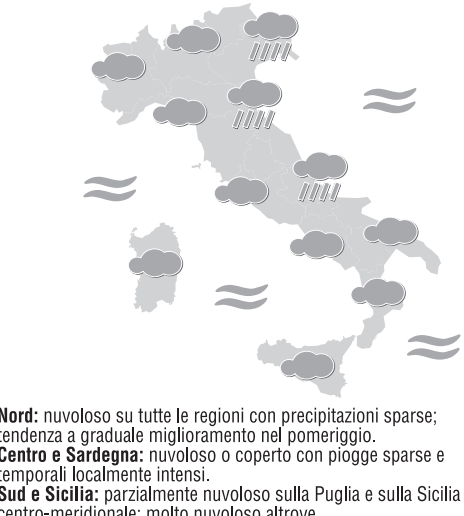 Nord: nuvoloso su tutte le regioni con precipitazioni sparse;
tendenza a graduale miglioramento nel pomeriggio.
Centro e Sardegna: nuvoloso o coperto con piogge sparse e
temporali localmente intensi.
Sud e Sicilia: parzialmente nuvoloso sulla Puglia e sulla Sicilia
centro-meridionale; molto nuvoloso altrove.